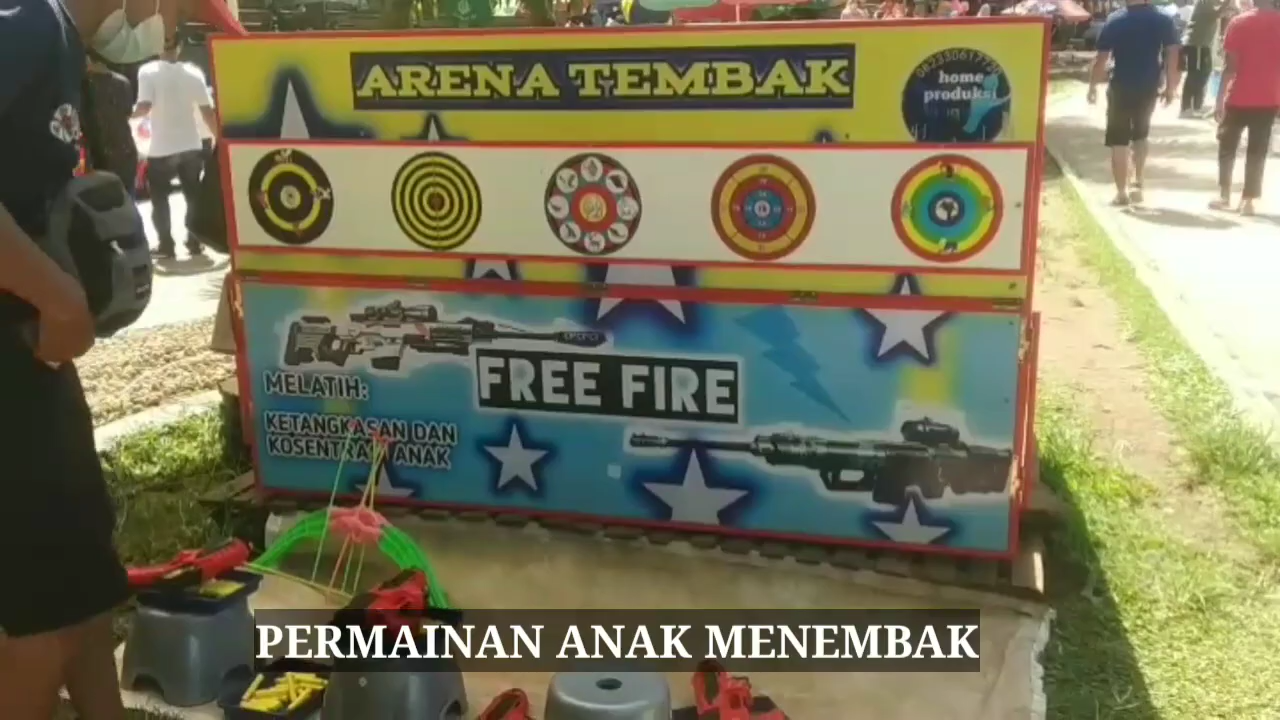 ARENA TEMBAK
home
produksi
FREE FIRE
MELATIH:
KETANGKASAN DAN
KOSENTRASI ANAK
PERMAINAN ANAK MENEMBAK